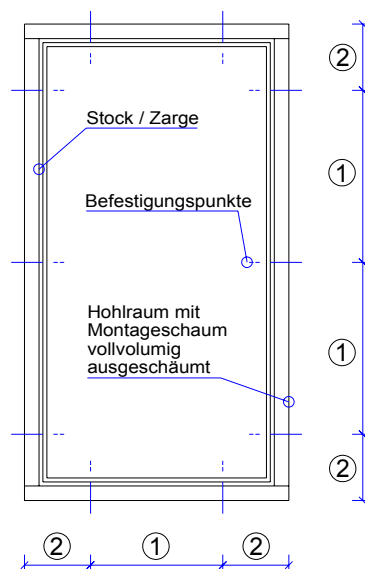 ②
Stock / Zarge
①
Befestigungspunkte
Hohlraum mit
Montageschaum
vollvolumig
ausgeschäumt
①
②
② ① ②